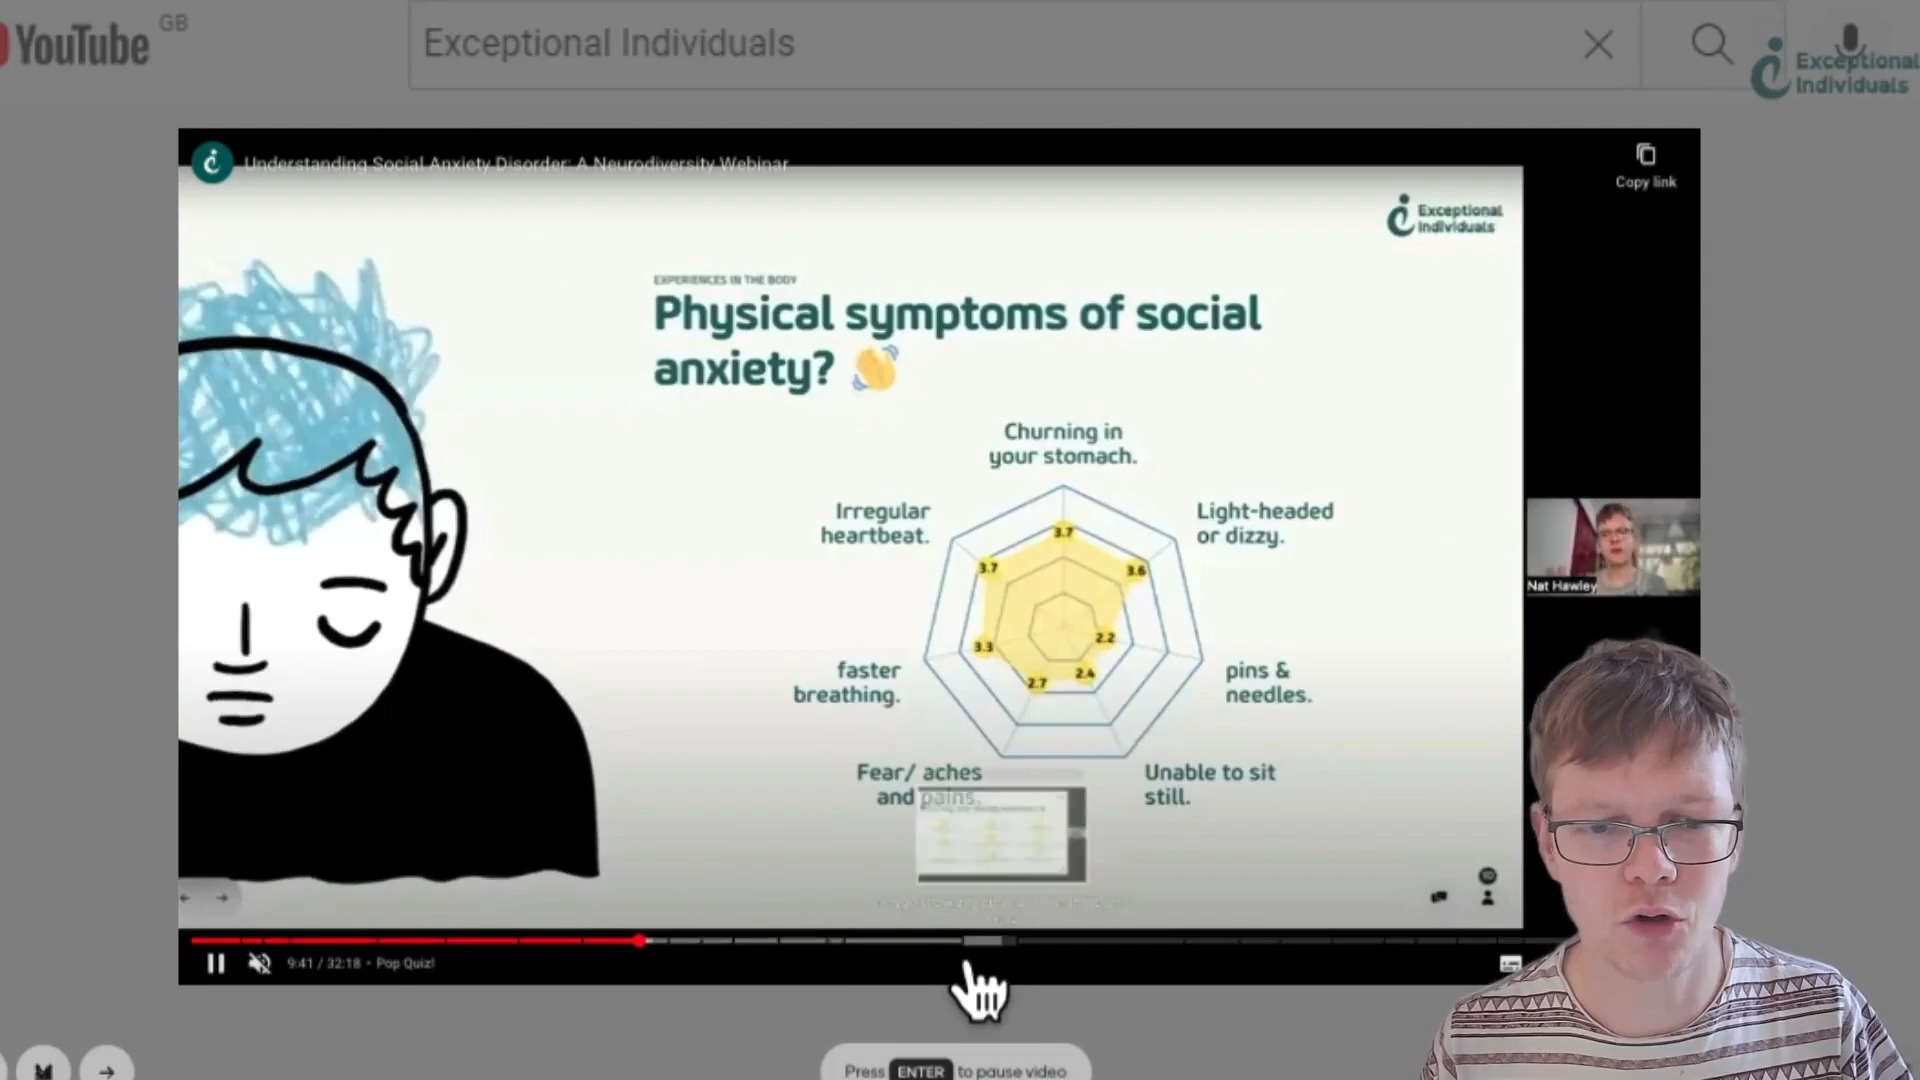 YouTube GB
Exceptional Individuals
Exceptional
Individuals
Understanding Social Anxiety Disorder: A Neurodiversity Webinar
Copy link
Exceptional
Individuals
EXPERIENCES IN THE BODY
Physical symptoms of social
anxiety? 👋
Churning in
your stomach.
Irregular
heartbeat.
Light-headed
or dizzy.
3.7
3.7
3.6
3.3
2.2
2.7
2.4
faster
breathing.
pins &
needles.
Fear/ aches
and pains.
Unable to sit
still.
Nat Hawley
9:41 / 32:18 • Pop Quiz!
Press ENTER to pause video